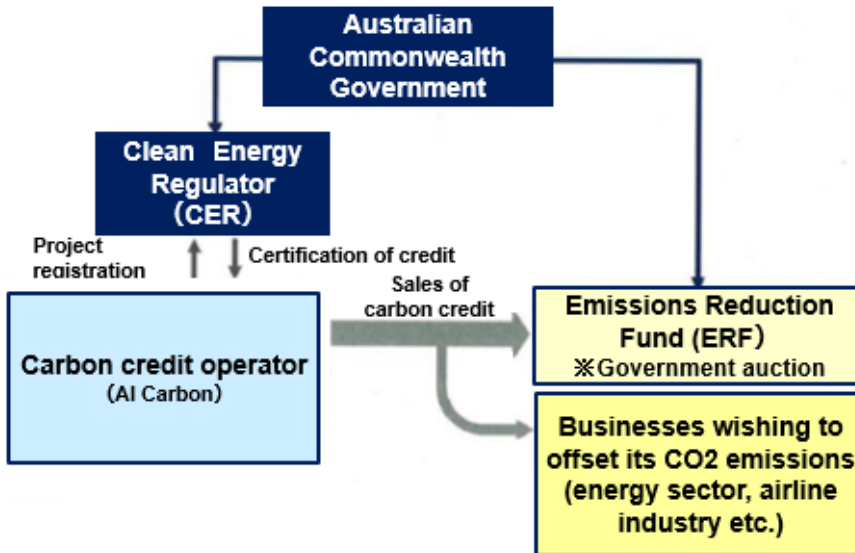 Australian
Commonwealth
Government
Clean Energy
Regulator
(CER)
Project
registration
Certification of credit
Sales of
carbon credit
Carbon credit operator
(AI Carbon)
Emissions Reduction
Fund (ERF)
※Government auction
Businesses wishing to
offset its CO2 emissions
(energy sector, airline
industry etc.)